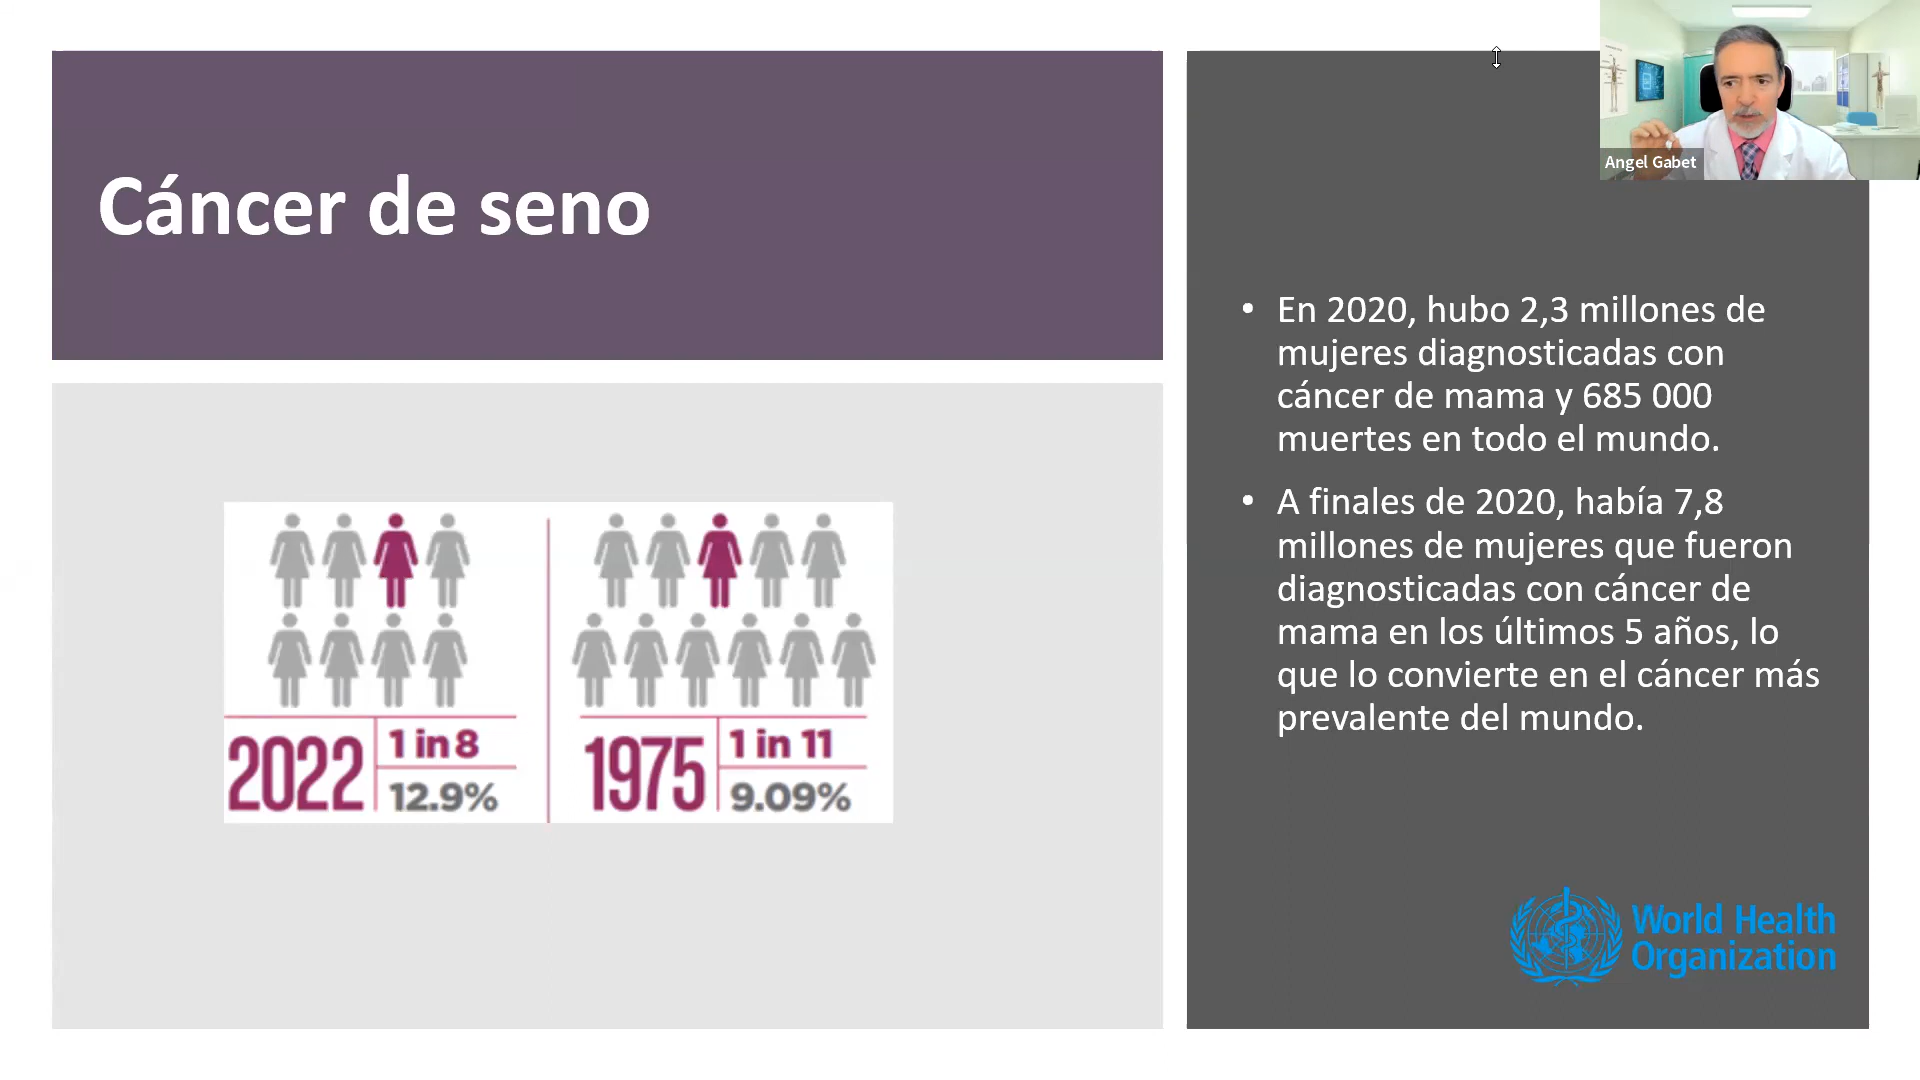 Cáncer de seno
2022
1 in 8
12.9%
1975
1 in 11
9.09%
Angel Gabet
• En 2020, hubo 2,3 millones de
mujeres diagnosticadas con
cáncer de mama y 685 000
muertes en todo el mundo.
• A finales de 2020, había 7,8
millones de mujeres que fueron
diagnosticadas con cáncer de
mama en los últimos 5 años, lo
que lo convierte en el cáncer más
prevalente del mundo.
World Health
Organization